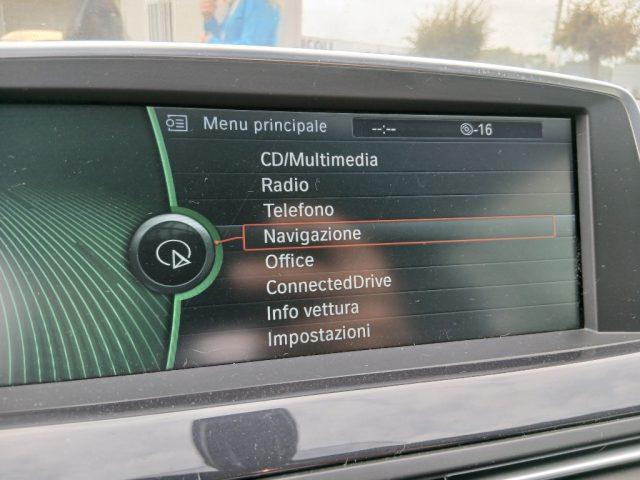 Menu principale --:-- -16
CD/Multimedia
Radio
Telefono
Navigazione
Office
ConnectedDrive
Info vettura
Impostazioni